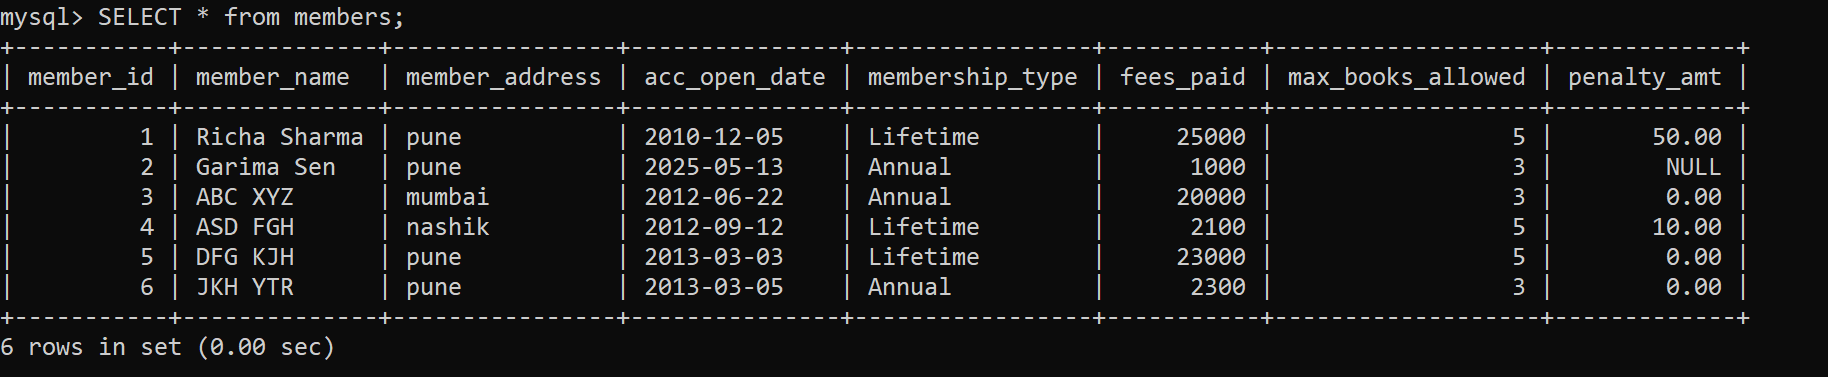 mysql> SELECT * from members;
+-----------+--------------+----------------+---------------+-----------------+-----------+-------------------+-------------+
| member_id | member_name | member_address | acc_open_date | membership_type | fees_paid | max_books_allowed | penalty_amt |
+-----------+--------------+----------------+---------------+-----------------+-----------+-------------------+-------------+
| 1 | Richa Sharma | pune | 2010-12-05 | Lifetime | 25000 | 5 | 50.00 |
| 2 | Garima Sen | pune | 2025-05-13 | Annual | 1000 | 3 | NULL |
| 3 | ABC XYZ | mumbai | 2012-06-22 | Annual | 20000 | 3 | 0.00 |
| 4 | ASD FGH | nashik | 2012-09-12 | Lifetime | 2100 | 5 | 10.00 |
| 5 | DFG KJH | pune | 2013-03-03 | Lifetime | 23000 | 5 | 0.00 |
| 6 | JKH YTR | pune | 2013-03-05 | Annual | 2300 | 3 | 0.00 |
+-----------+--------------+----------------+---------------+-----------------+-----------+-------------------+-------------+
6 rows in set (0.00 sec)